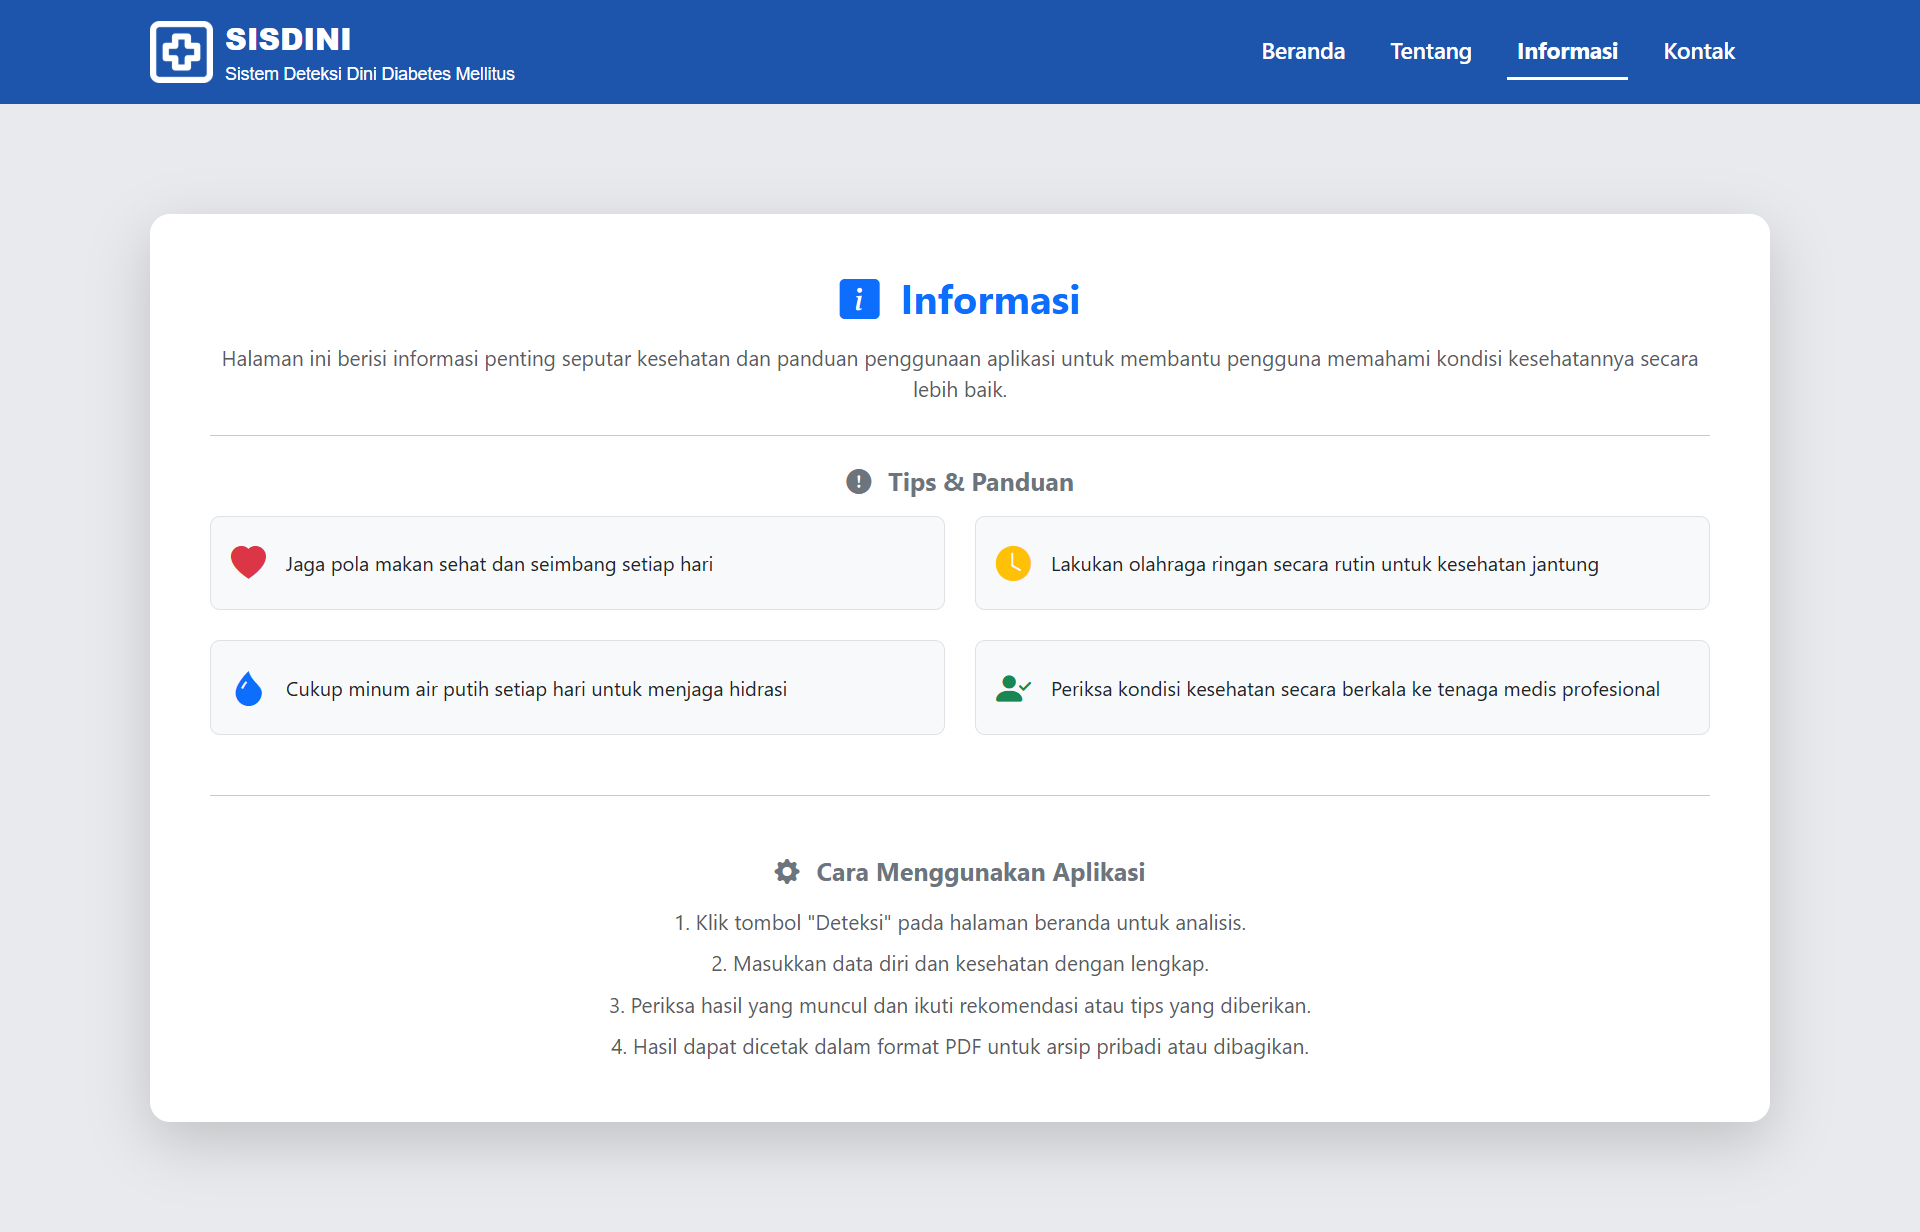 SISDINI
Sistem Deteksi Dini Diabetes Mellitus
Beranda
Tentang
Informasi
Kontak
Informasi
Halaman ini berisi informasi penting seputar kesehatan dan panduan penggunaan aplikasi untuk membantu pengguna memahami kondisi kesehatannya secara
lebih baik.
Tips & Panduan
Jaga pola makan sehat dan seimbang setiap hari
Lakukan olahraga ringan secara rutin untuk kesehatan jantung
Cukup minum air putih setiap hari untuk menjaga hidrasi
Periksa kondisi kesehatan secara berkala ke tenaga medis profesional
Cara Menggunakan Aplikasi
1. Klik tombol "Deteksi" pada halaman beranda untuk analisis.
2. Masukkan data diri dan kesehatan dengan lengkap.
3. Periksa hasil yang muncul dan ikuti rekomendasi atau tips yang diberikan.
4. Hasil dapat dicetak dalam format PDF untuk arsip pribadi atau dibagikan.